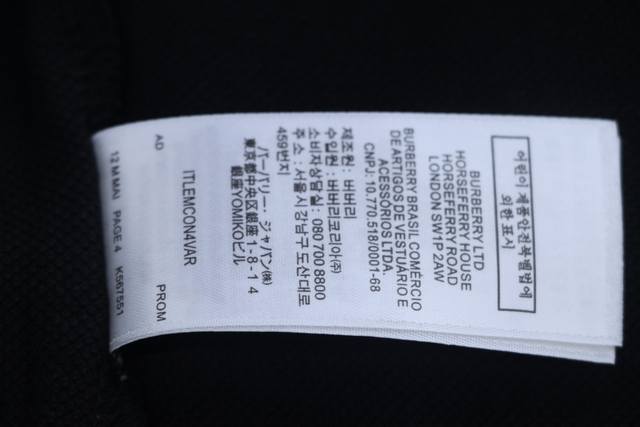 어린이 제품안전특별법에
의한 표시
BURBERRY LTD
HORSEFERRY HOUSE
HORSEFERRY ROAD
LONDON SW1P 2AW
BURBERRY BRASIL COMÉRCIO
DE ARTIGOS DE VESTUÁRIO E
ACESSORIOS LTDA.
CNPJ: 10.770.518/0001-68
제조원: 버버리
수입원: 버버리코리아(주)
소비자상담실: 080 700 8800
주소: 서울시 강남구 도산대로
459번지
バーバリー・ジャパン(株)
東京都中央区銀座1-8-14
銀座YOMIKOビル
ITLEMCON4VAR
AD PROM
12 M MAI PAGE 4 K567551